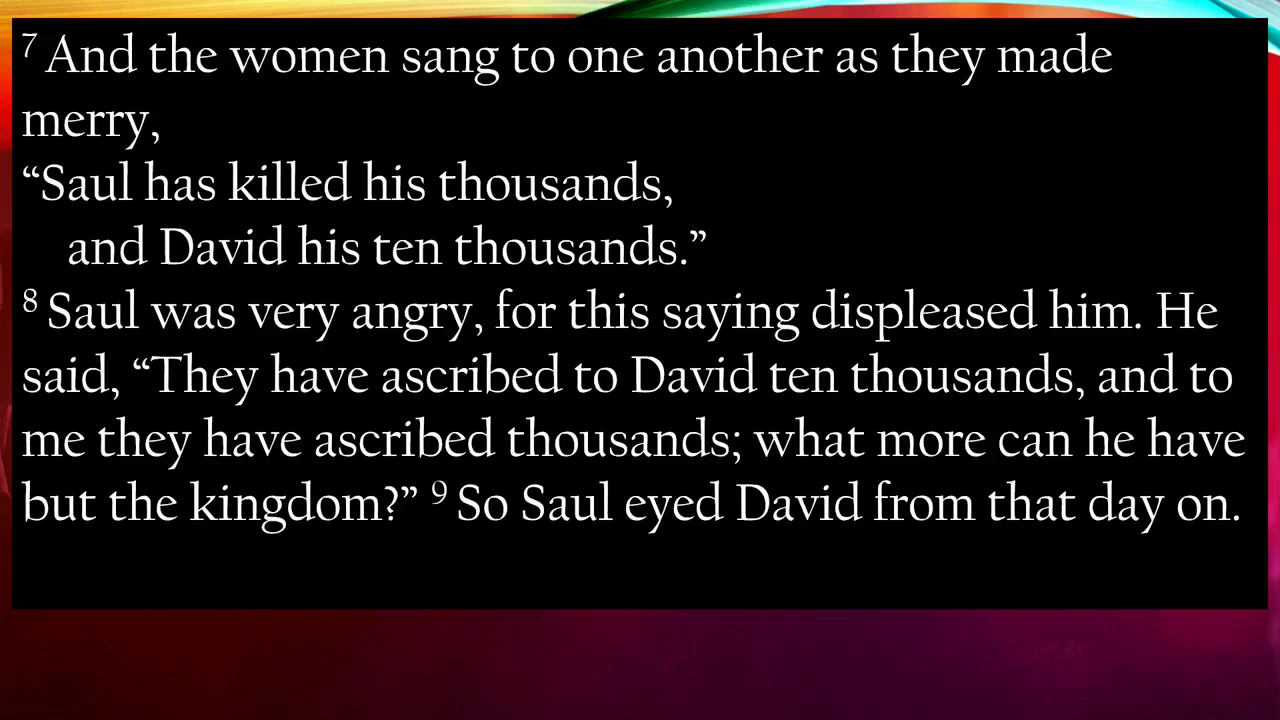 7 And the women sang to one another as they made
merry,
“Saul has killed his thousands,
and David his ten thousands.”
8 Saul was very angry, for this saying displeased him. He
said, “They have ascribed to David ten thousands, and to
me they have ascribed thousands; what more can he have
but the kingdom?” 9 So Saul eyed David from that day on.